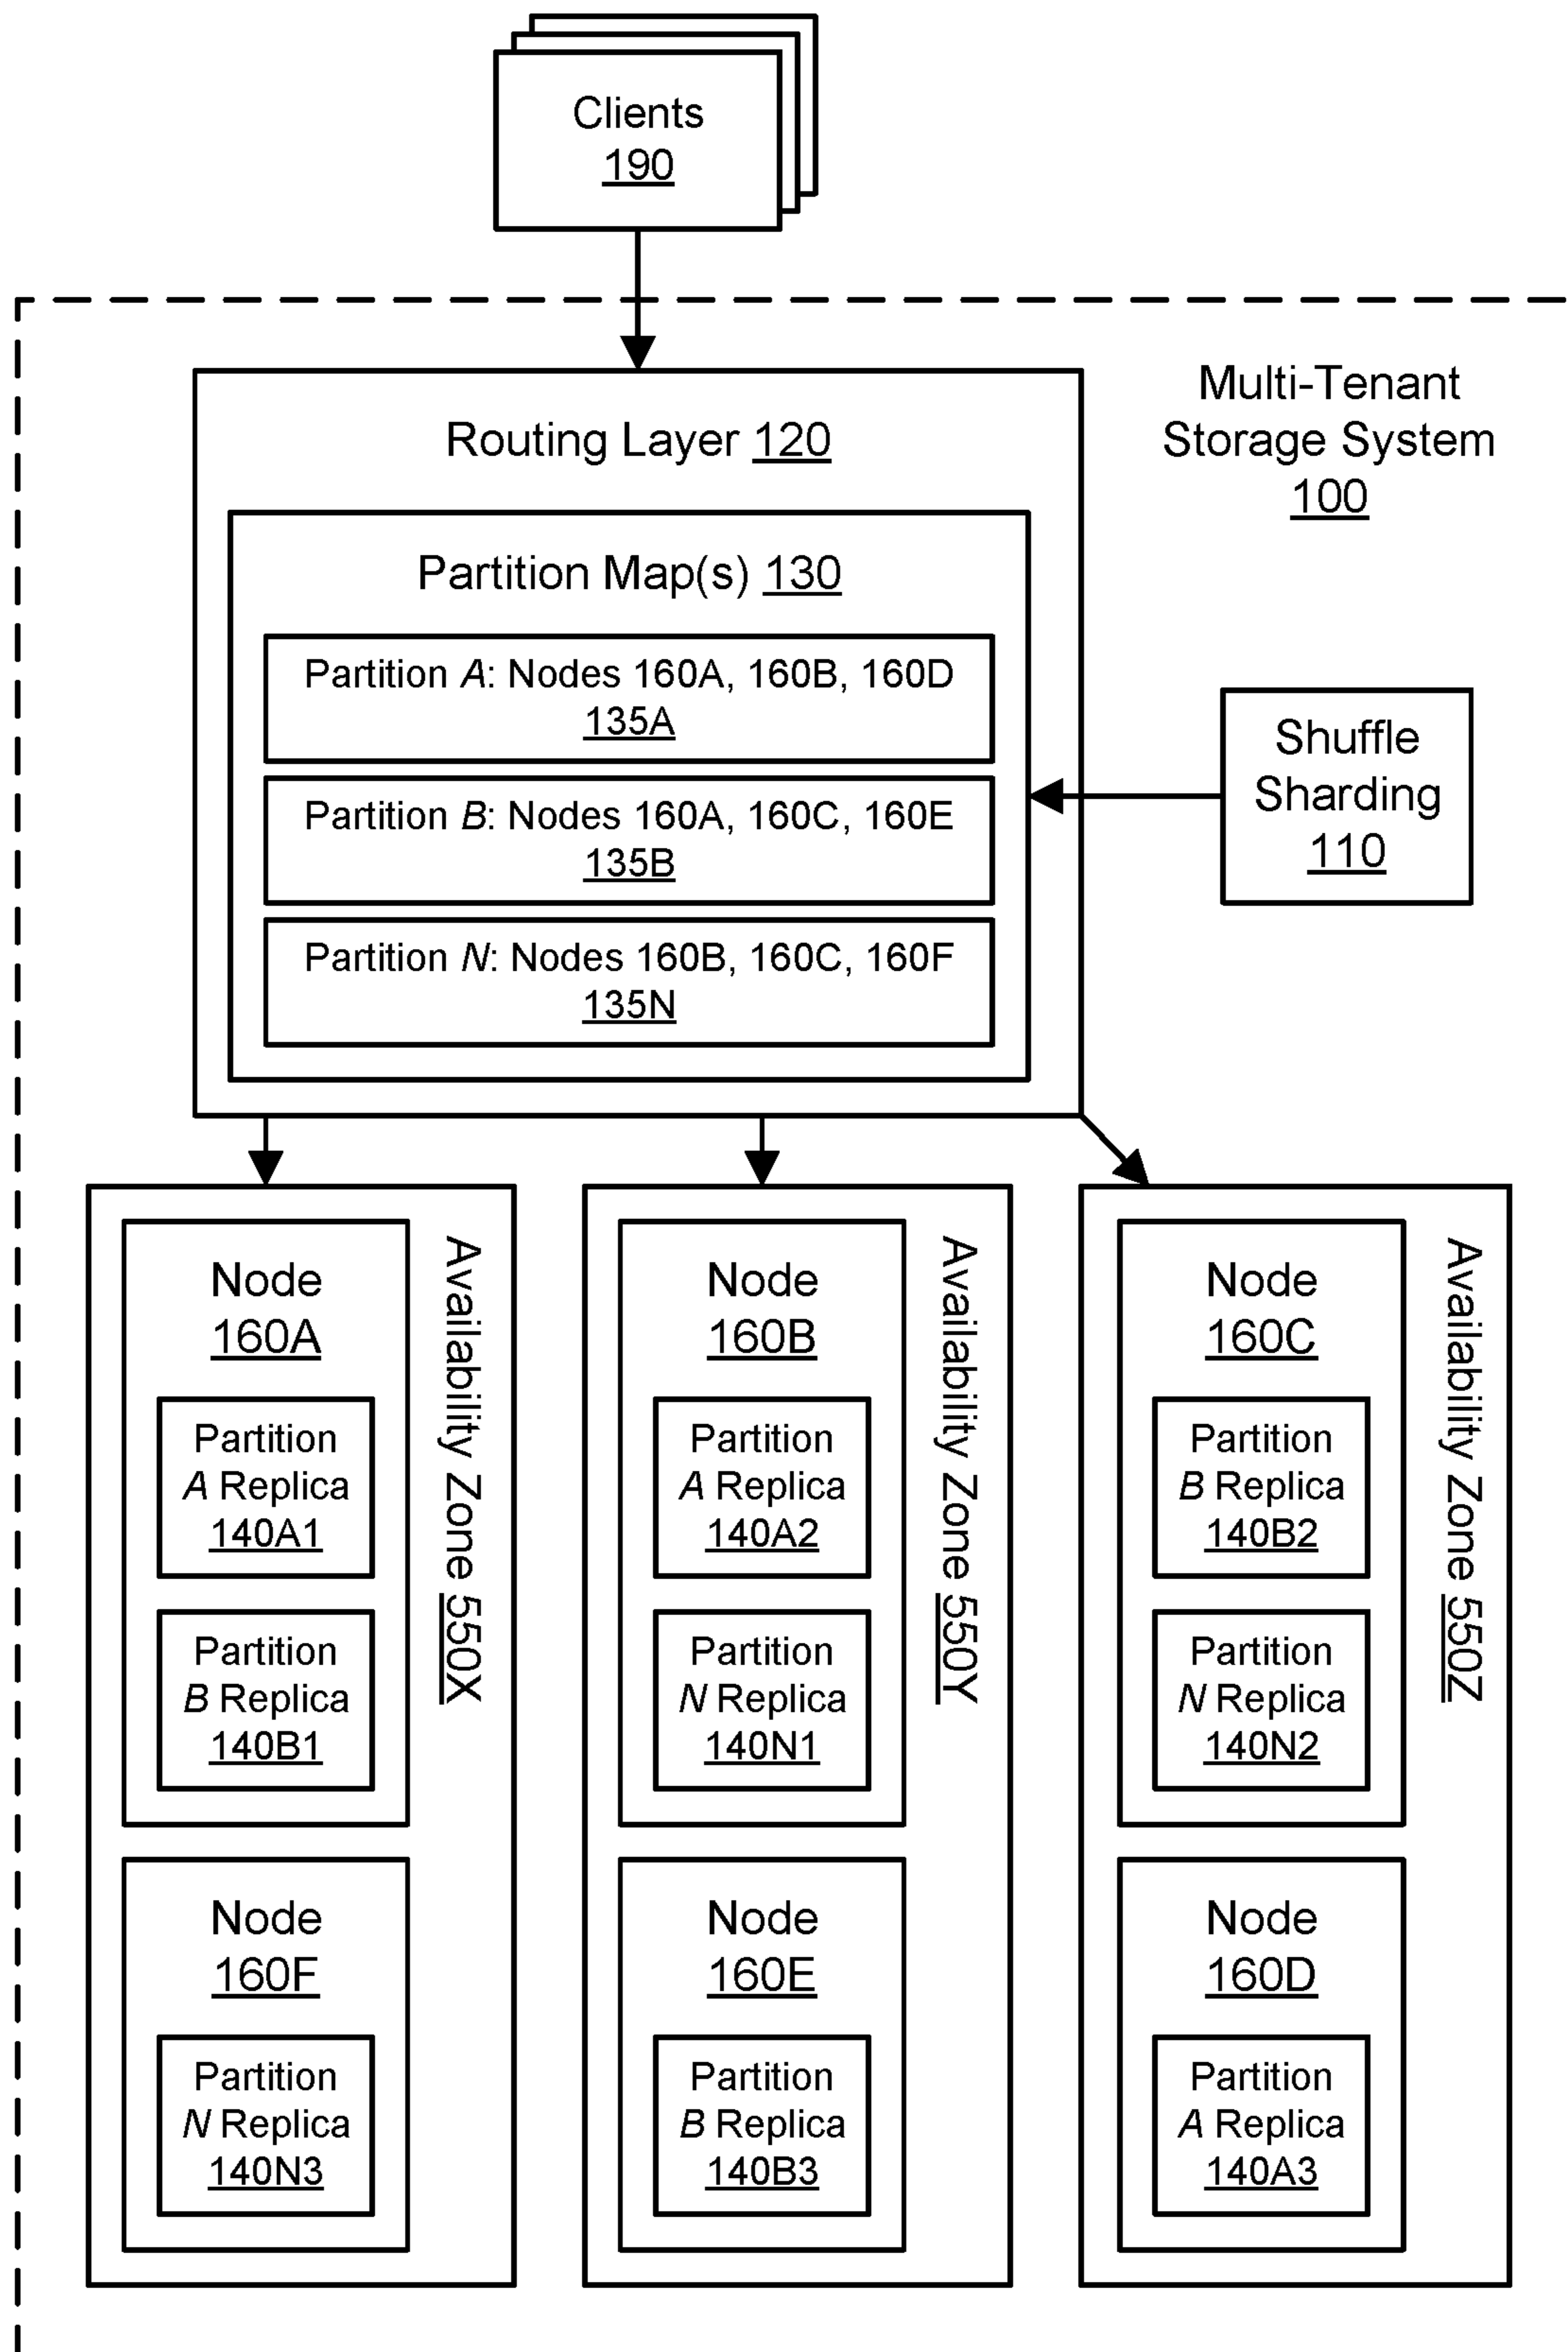 Clients
190
Multi-Tenant
Storage System
100
Routing Layer 120
Partition Map(s) 130
Partition A: Nodes 160A, 160B, 160D
135A
Partition B: Nodes 160A, 160C, 160E
135B
Partition N: Nodes 160B, 160C, 160F
135N
Shuffle
Sharding
110
Availability Zone 550X
Node
160A
Partition
A Replica
140A1
Partition
B Replica
140B1
Node
160F
Partition
N Replica
140N3
Availability Zone 550Y
Node
160B
Partition
A Replica
140A2
Partition
N Replica
140N1
Node
160E
Partition
B Replica
140B3
Availability Zone 550Z
Node
160C
Partition
B Replica
140B2
Partition
N Replica
140N2
Node
160D
Partition
A Replica
140A3